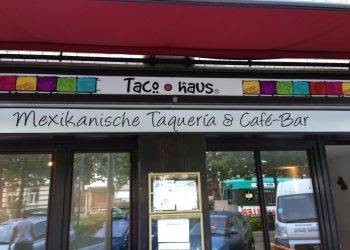 Taco haus®
Mexikanische Taquería & Café-Bar